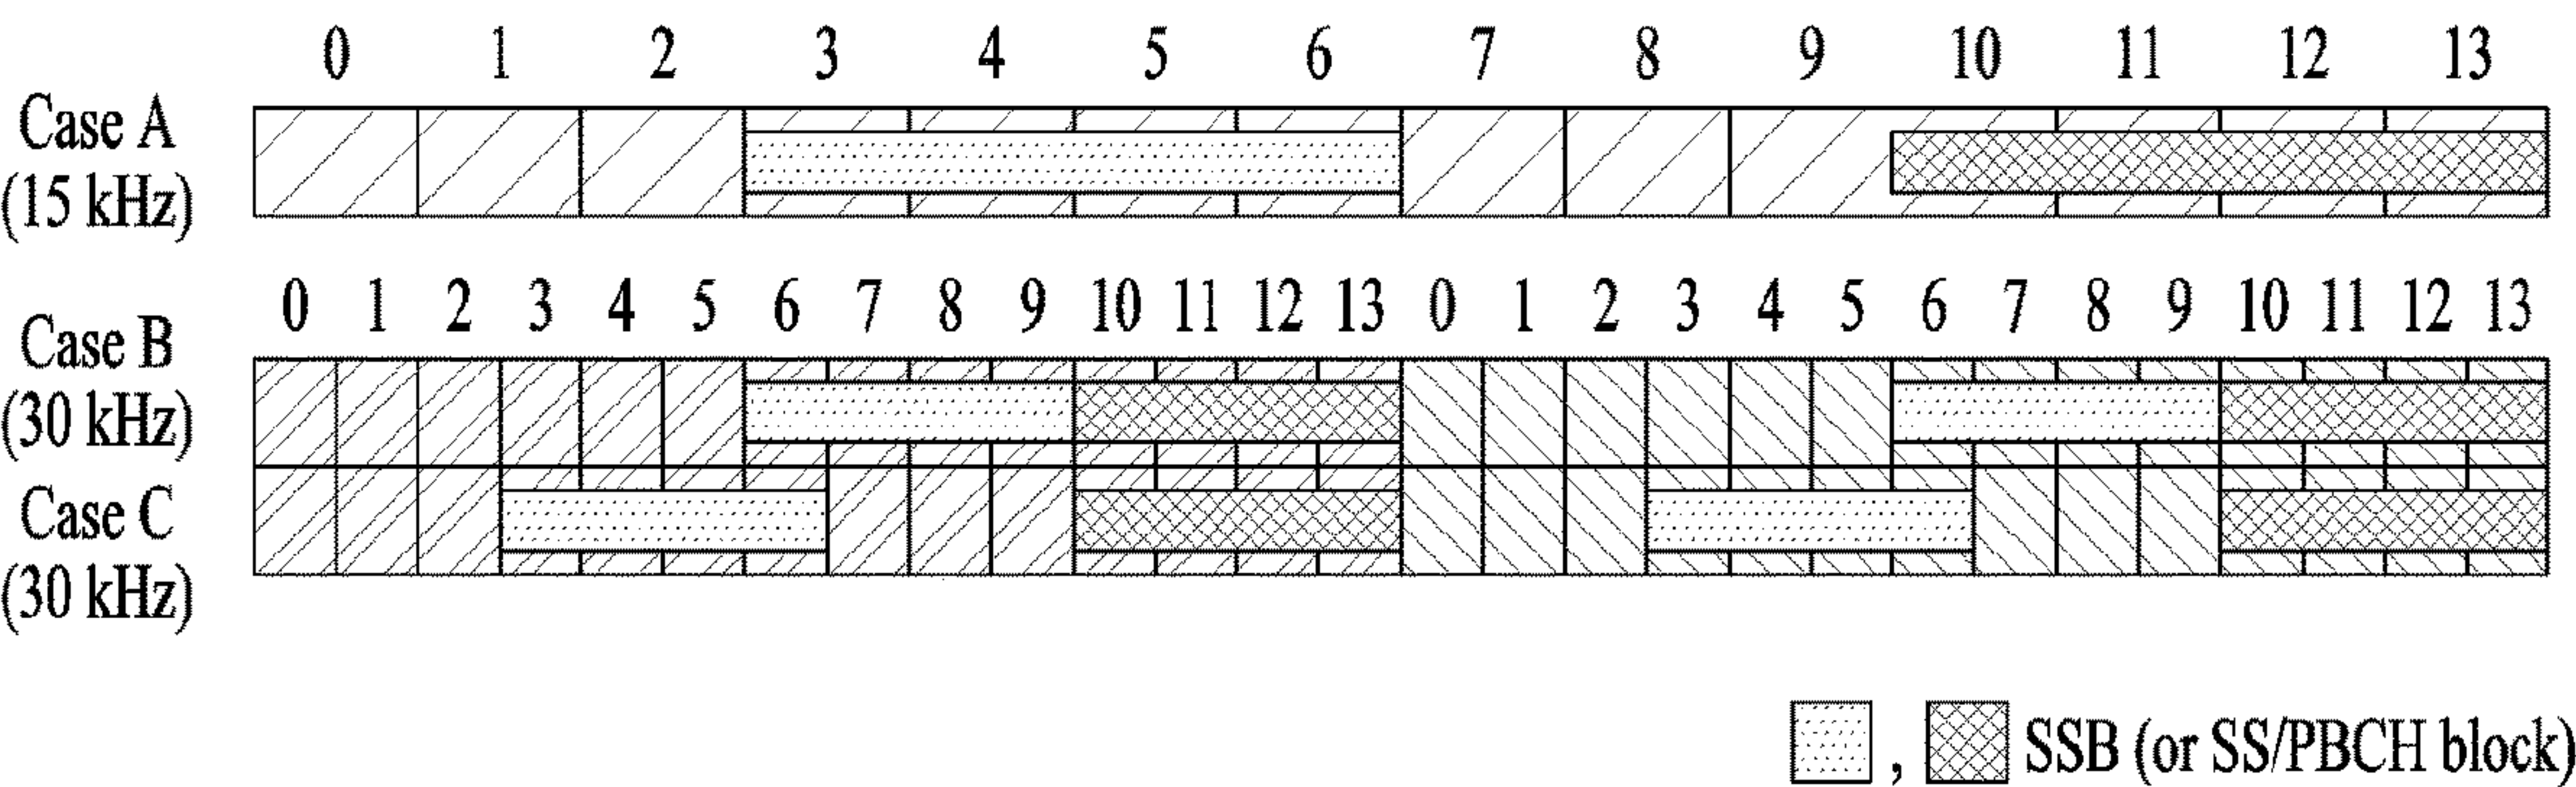 0 1 2 3 4 5 6 7 8 9 10 11 12 13
Case A
(15 kHz)
0 1 2 3 4 5 6 7 8 9 10 11 12 13 0 1 2 3 4 5 6 7 8 9 10 11 12 13
Case B
(30 kHz)
Case C
(30 kHz)
, SSB (or SS/PBCH block)